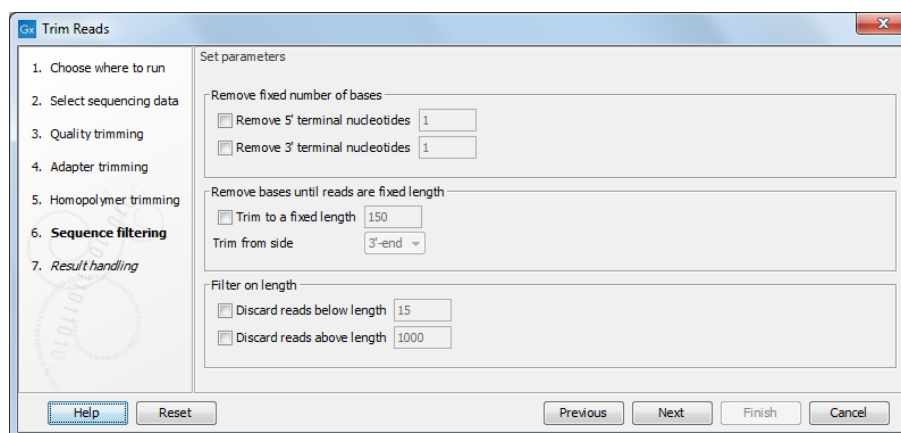 Gx Trim Reads
1. Choose where to run
2. Select sequencing data
3. Quality trimming
4. Adapter trimming
5. Homopolymer trimming
6. Sequence filtering
7. Result handling
Set parameters
Remove fixed number of bases
Remove 5' terminal nucleotides 1
Remove 3' terminal nucleotides 1
Remove bases until reads are fixed length
Trim to a fixed length 150
Trim from side 3'-end
Filter on length
Discard reads below length 15
Discard reads above length 1000
Help Reset Previous Next Finish Cancel